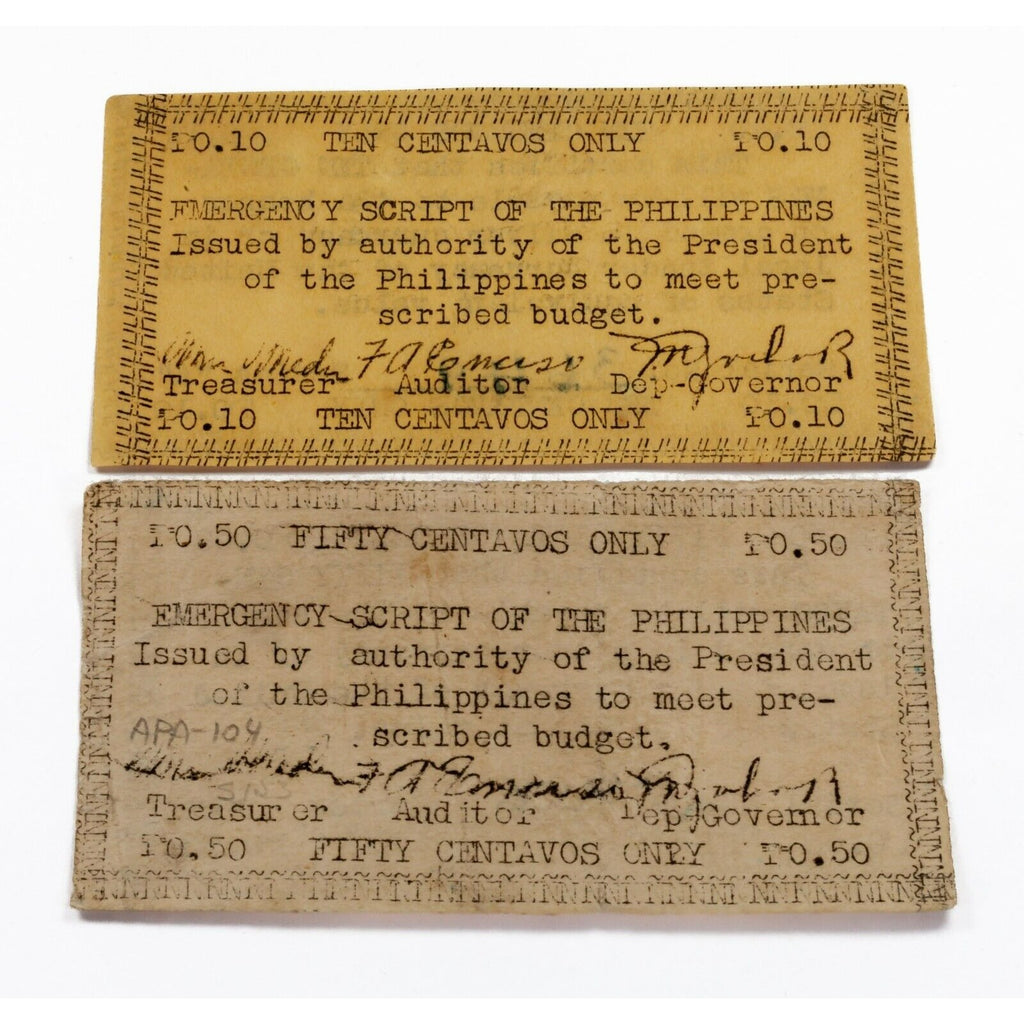 ₱0.10 TEN CENTAVOS ONLY ₱0.10
EMERGENCY SCRIPT OF THE PHILIPPINES
Issued by authority of the President
of the Philippines to meet pre-
scribed budget.
Treasurer Auditor Dep-Governor
₱0.10 TEN CENTAVOS ONLY ₱0.10
₱0.50 FIFTY CENTAVOS ONLY ₱0.50
EMERGENCY SCRIPT OF THE PHILIPPINES
Issued by authority of the President
of the Philippines to meet pre-
APA-104
scribed budget.
Treasurer Auditor Dep-Governor
₱0.50 FIFTY CENTAVOS ONLY ₱0.50